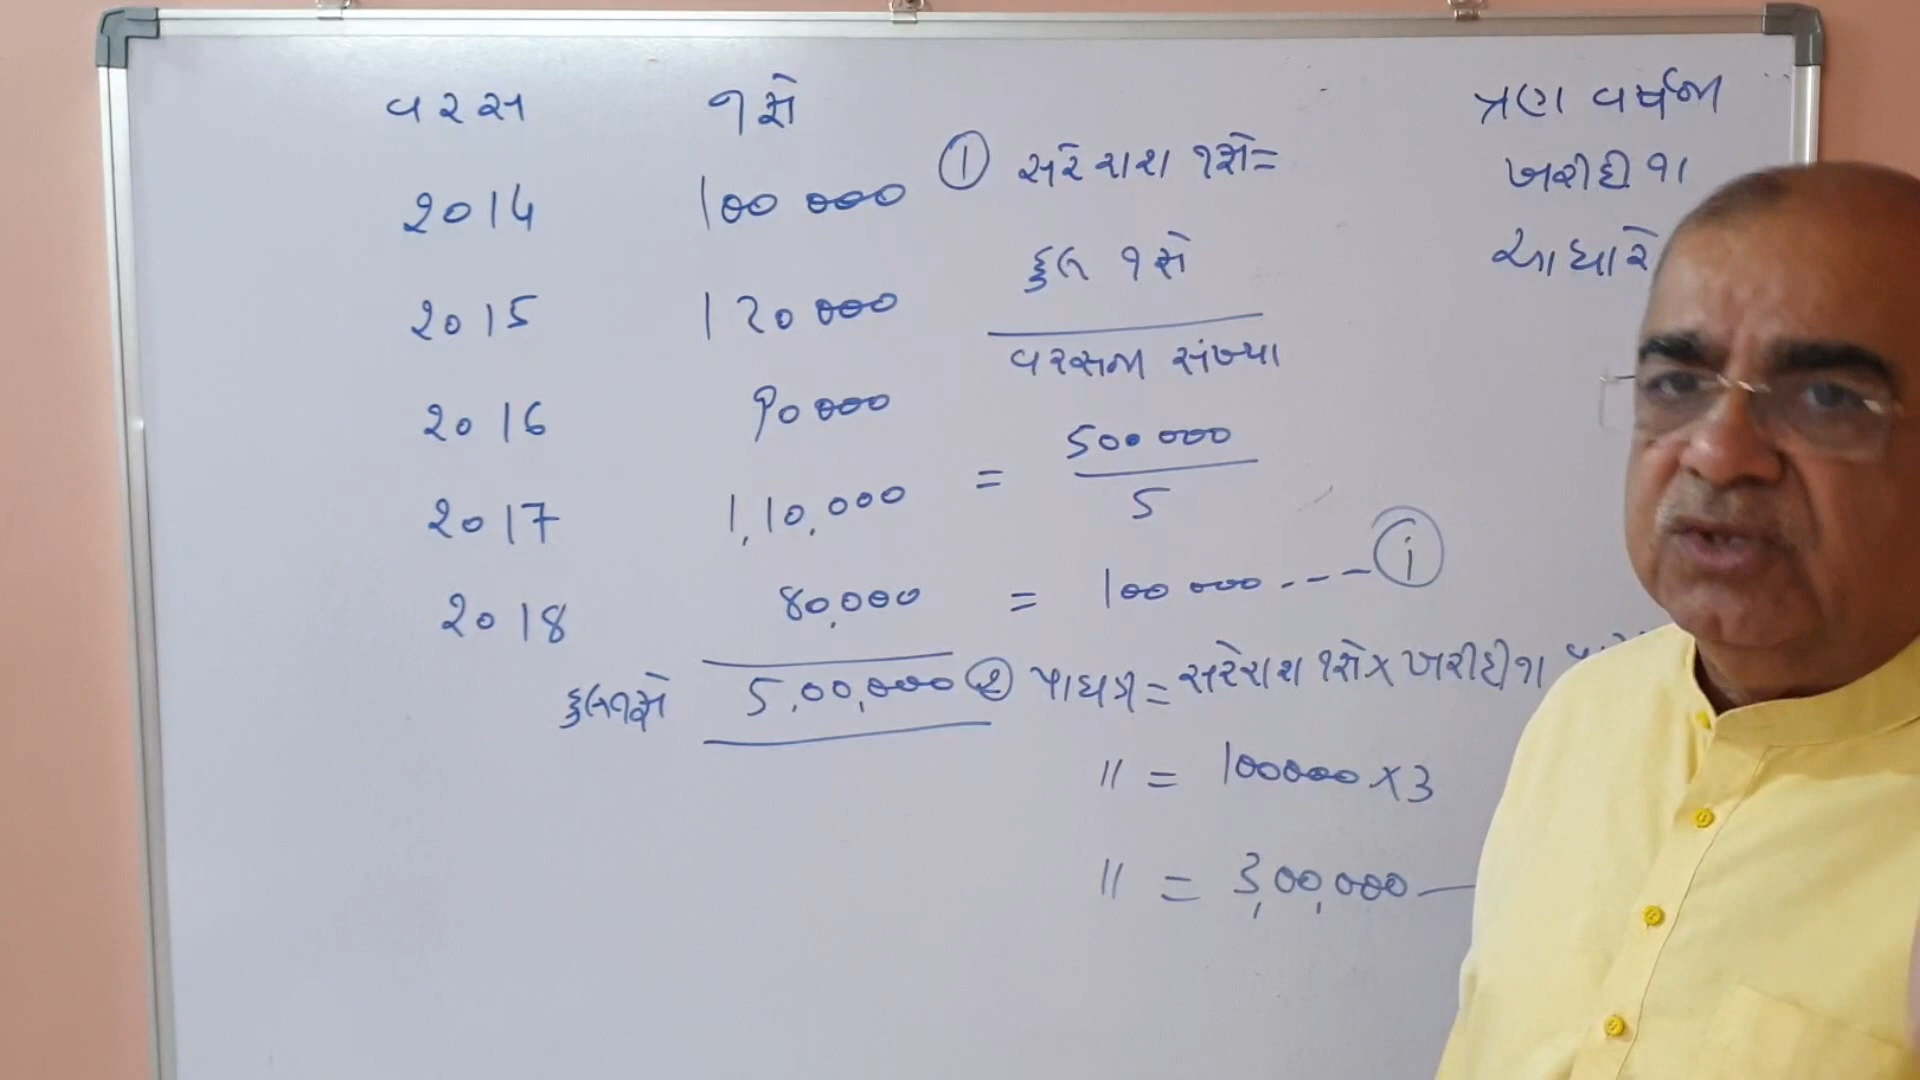 વરસ નફો
2014 100 000
2015 120 000
2016 90 000
2017 1,10,000
2018 80,000
કુલ નફો 5,00,000
① સરેરાશ નફો =
કુલ નફો
વરસના સંખ્યા
= 500 000
5
= 100 000 --- ⓘ
② પાઘડી = સરેરાશ નફો × ખરીદીના
〃 = 100000 × 3
〃 = 3,00,000 —
ત્રણ વર્ષના
ખરીદીના
આધારે